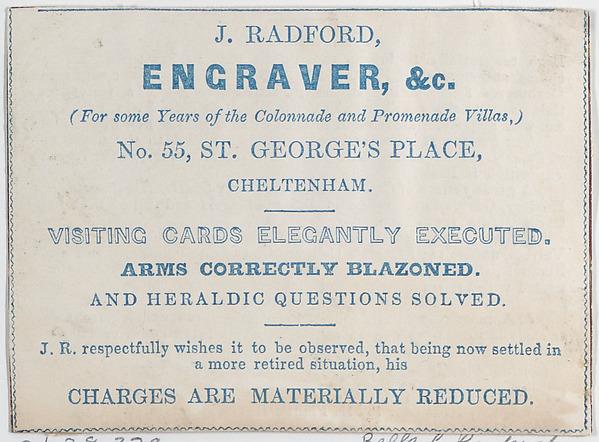 J. RADFORD,
ENGRAVER, &c.
(For some Years of the Colonnade and Promenade Villas,)
No. 55, ST. GEORGE'S PLACE,
CHELTENHAM.
VISITING CARDS ELEGANTLY EXECUTED.
ARMS CORRECTLY BLAZONED.
AND HERALDIC QUESTIONS SOLVED.
J. R. respectfully wishes it to be observed, that being now settled in
a more retired situation, his
CHARGES ARE MATERIALLY REDUCED.